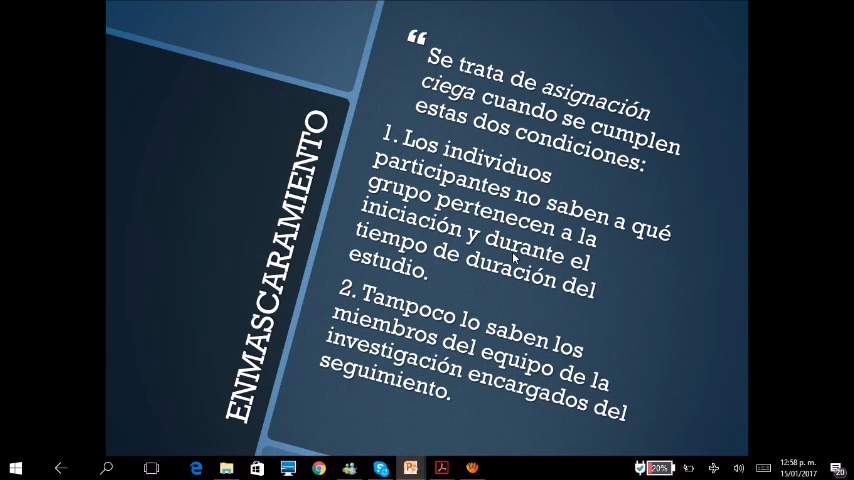 ENMASCARAMIENTO
“ Se trata de asignación
ciega cuando se cumplen
estas dos condiciones:
1. Los individuos
participantes no saben a qué
grupo pertenecen a la
iniciación y durante el
tiempo de duración del
estudio.
2. Tampoco lo saben los
miembros del equipo de la
investigación encargados del
seguimiento.
20%
12:58 p. m.
15/01/2017
20